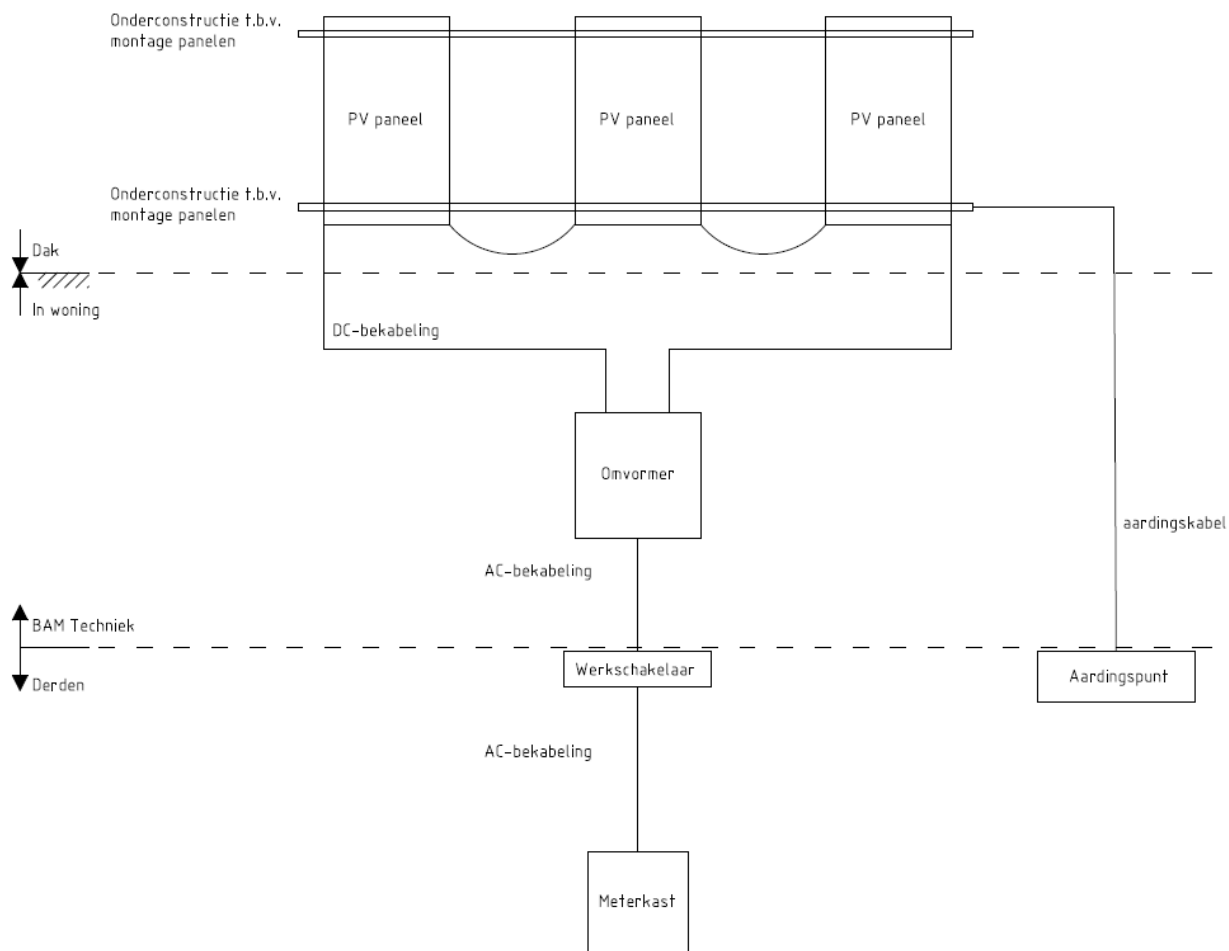 Onderconstructie t.b.v.
montage panelen
PV paneel
PV paneel
PV paneel
Onderconstructie t.b.v.
montage panelen
Dak
In woning
DC-bekabeling
Omvormer
aardingskabel
AC-bekabeling
BAM Techniek
Derden
Werkschakelaar
Aardingspunt
AC-bekabeling
Meterkast